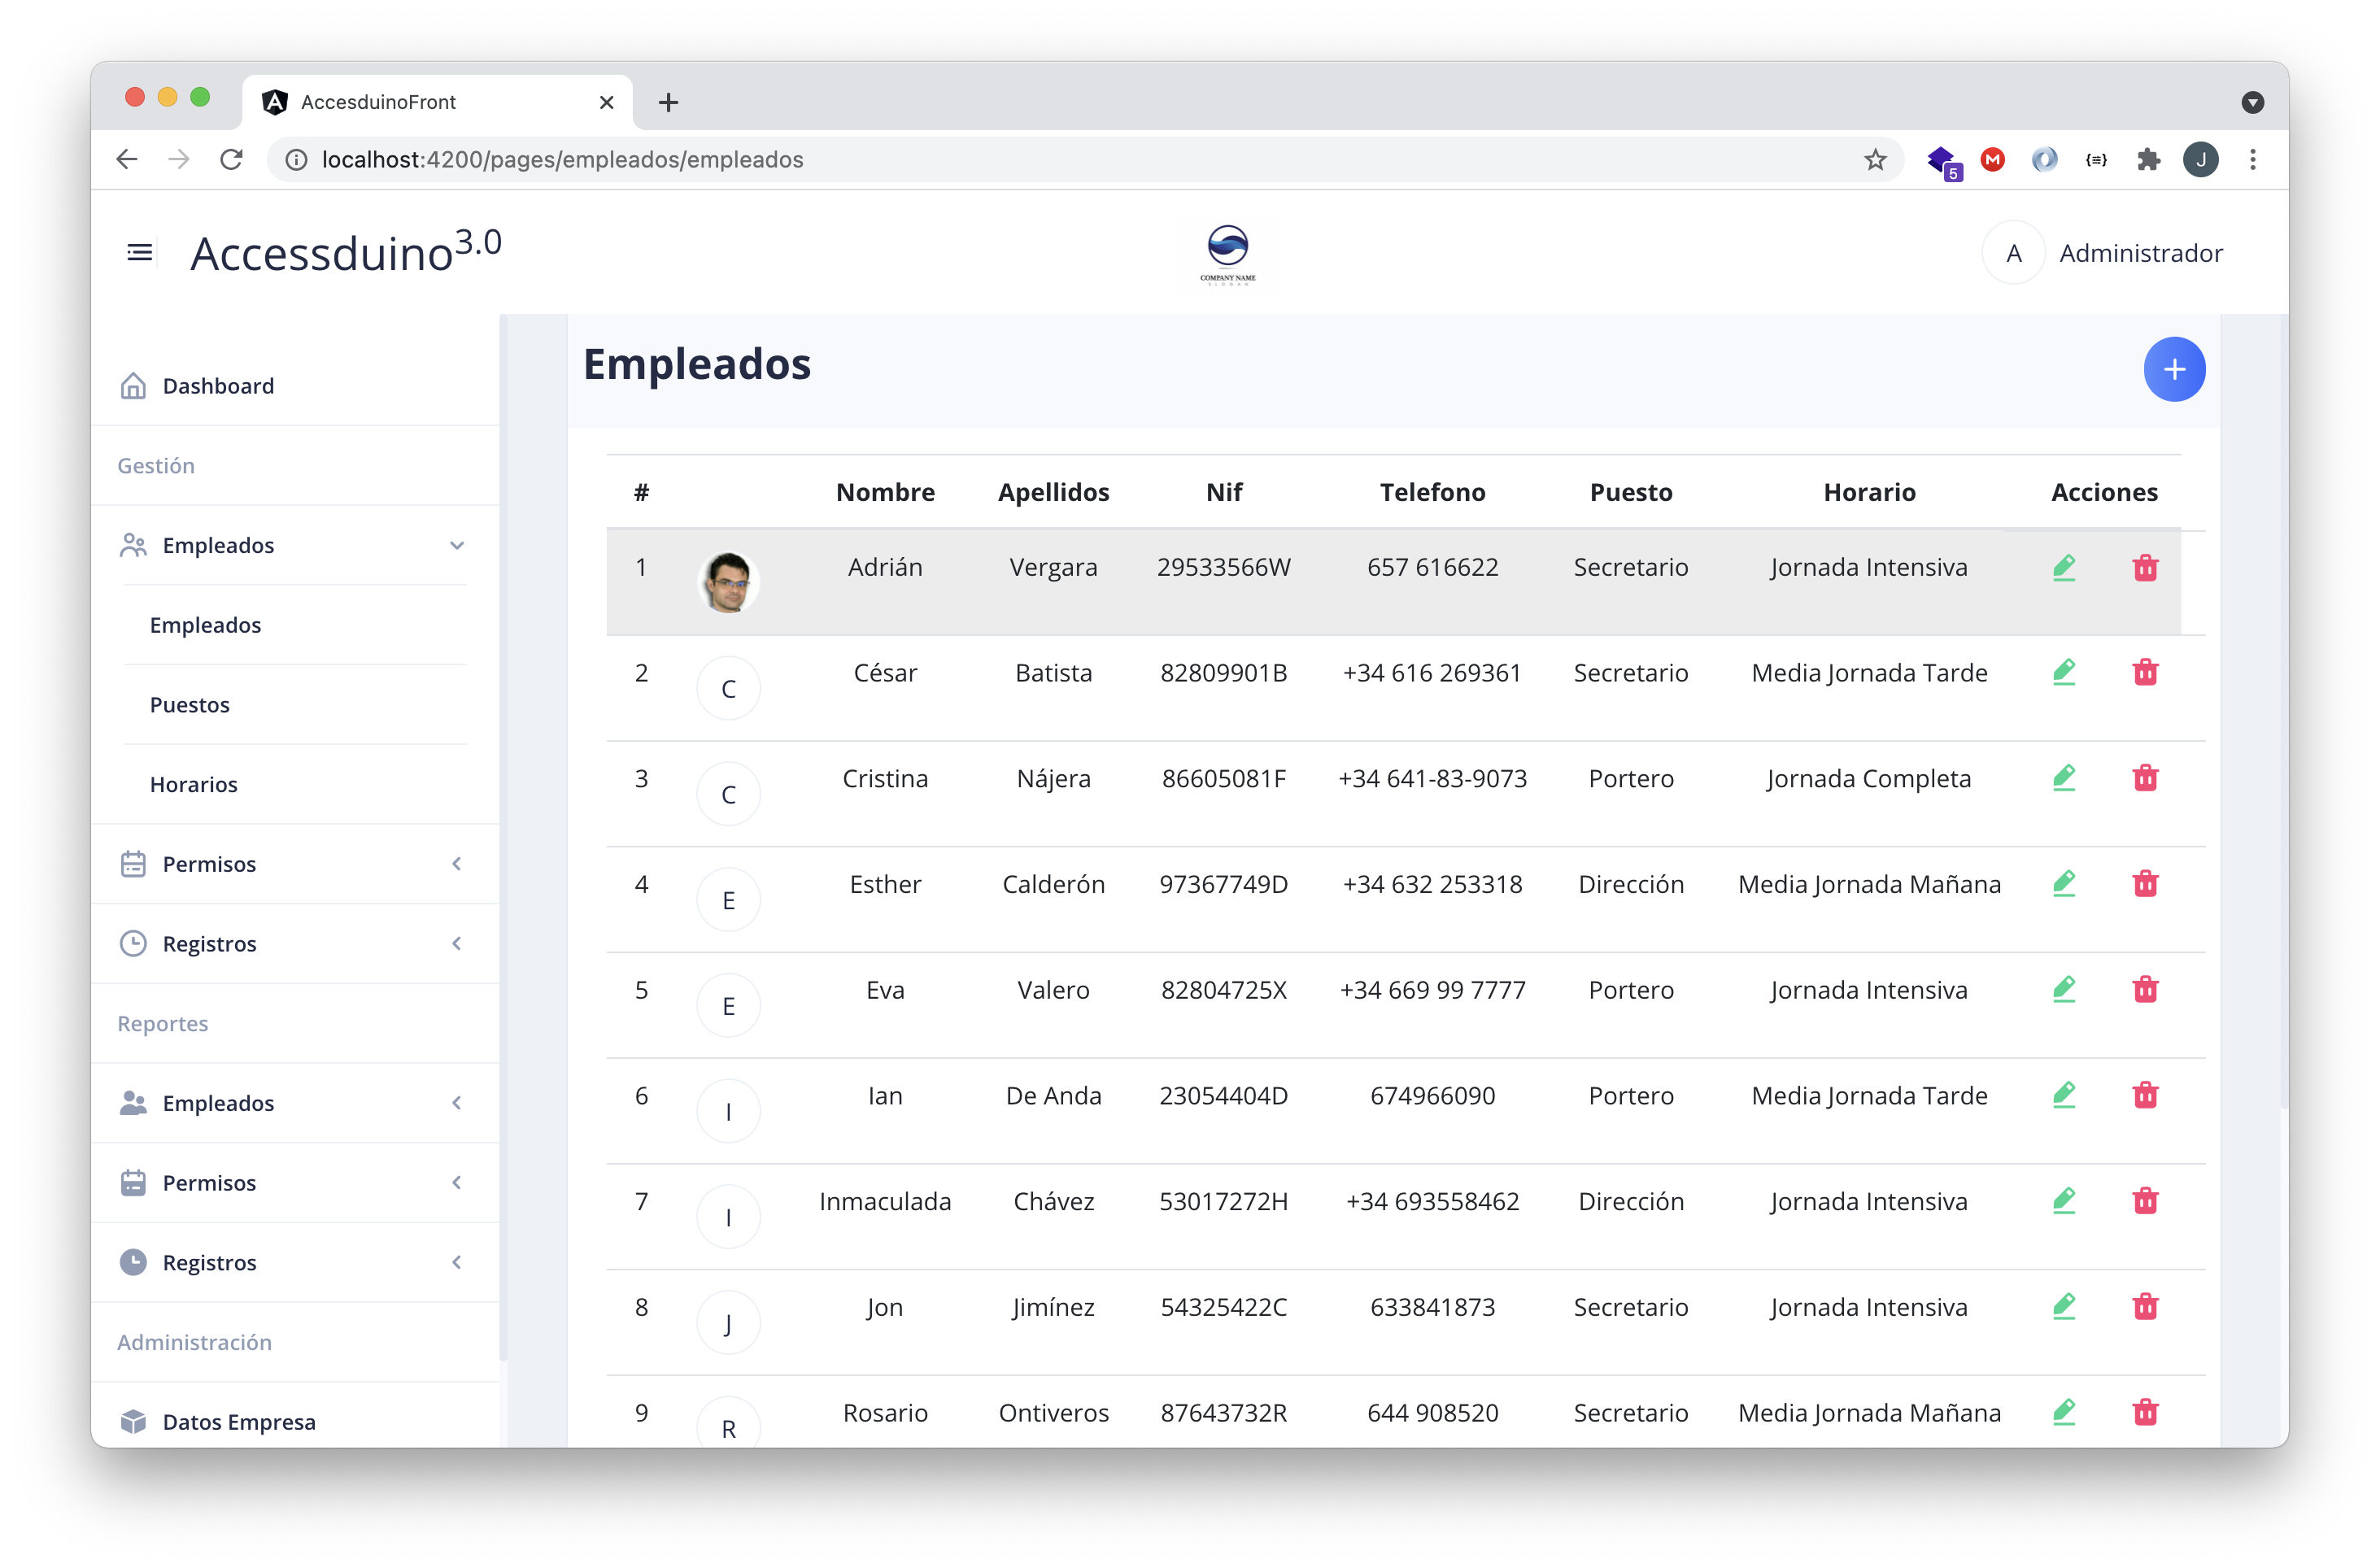 AccesduinoFront
localhost:4200/pages/empleados/empleados
5
M
{≡}
J
Accessduino3.0
COMPANY NAME
SLOGAN
A Administrador
Dashboard
Gestión
Empleados
Empleados
Puestos
Horarios
Permisos
Registros
Reportes
Empleados
Permisos
Registros
Administración
Datos Empresa
Empleados
+
# Nombre Apellidos Nif Telefono Puesto Horario Acciones
1 Adrián Vergara 29533566W 657 616622 Secretario Jornada Intensiva
2 C César Batista 82809901B +34 616 269361 Secretario Media Jornada Tarde
3 C Cristina Nájera 86605081F +34 641-83-9073 Portero Jornada Completa
4 E Esther Calderón 97367749D +34 632 253318 Dirección Media Jornada Mañana
5 E Eva Valero 82804725X +34 669 99 7777 Portero Jornada Intensiva
6 I Ian De Anda 23054404D 674966090 Portero Media Jornada Tarde
7 I Inmaculada Chávez 53017272H +34 693558462 Dirección Jornada Intensiva
8 J Jon Jimínez 54325422C 633841873 Secretario Jornada Intensiva
9 R Rosario Ontiveros 87643732R 644 908520 Secretario Media Jornada Mañana